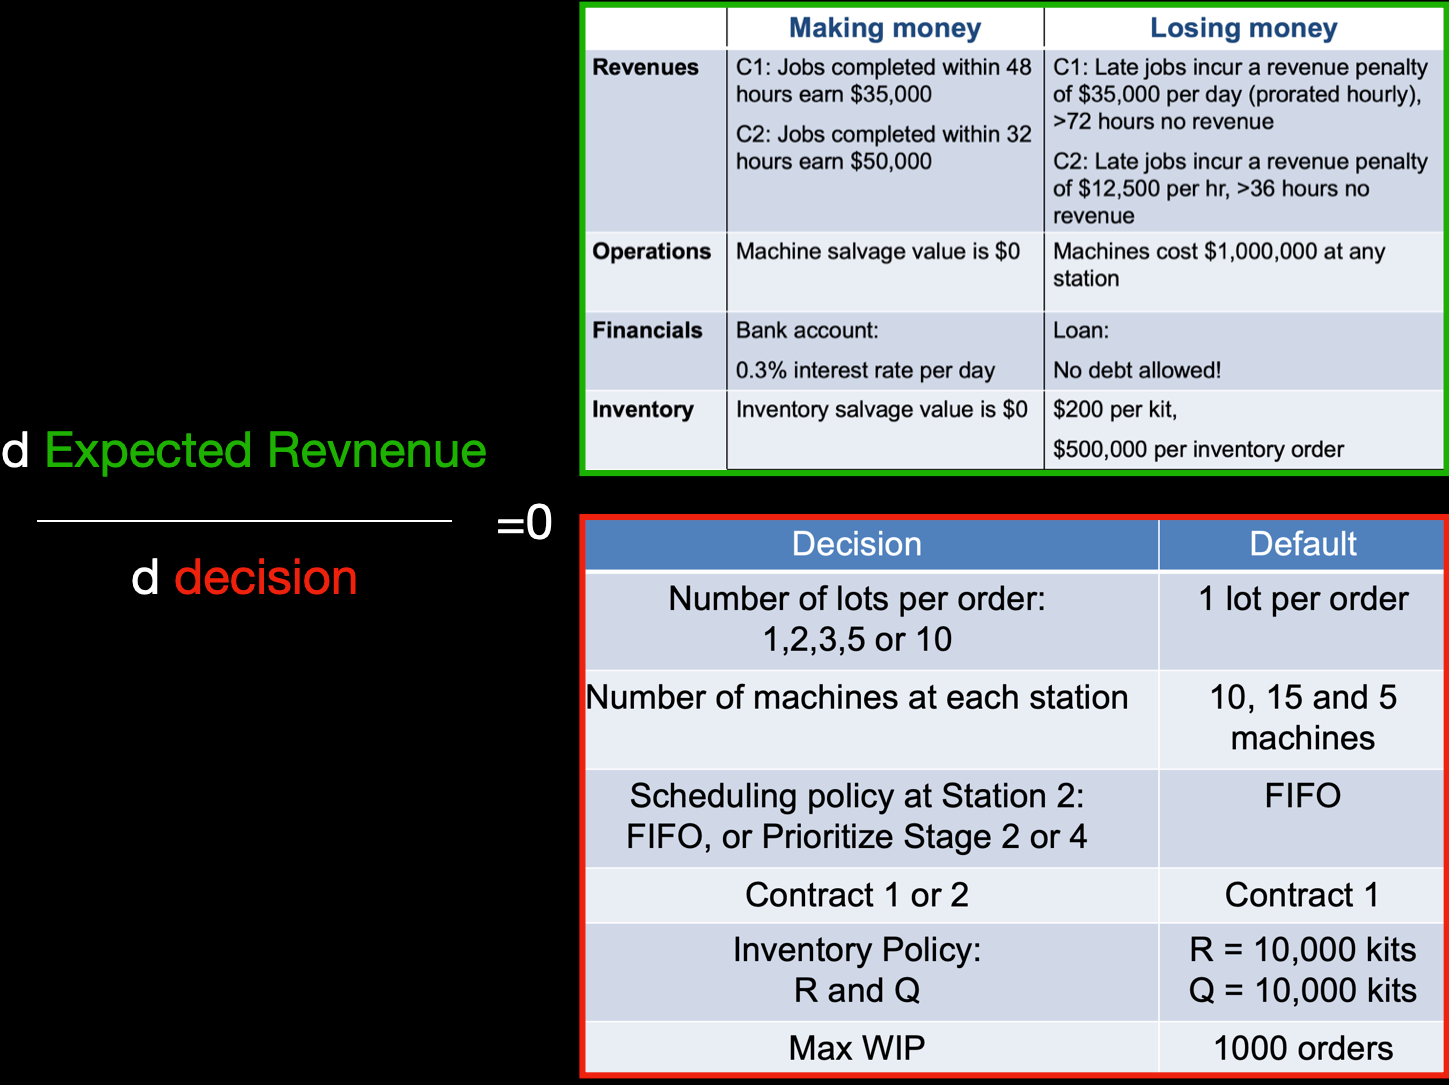 d Expected Revnenue
d decision
=0
Making money
Losing money
Revenues
C1: Jobs completed within 48
hours earn $35,000
C2: Jobs completed within 32
hours earn $50,000
C1: Late jobs incur a revenue penalty
of $35,000 per day (prorated hourly),
>72 hours no revenue
C2: Late jobs incur a revenue penalty
of $12,500 per hr, >36 hours no
revenue
Operations
Machine salvage value is $0
Machines cost $1,000,000 at any
station
Financials
Bank account:
0.3% interest rate per day
Loan:
No debt allowed!
Inventory
Inventory salvage value is $0
$200 per kit,
$500,000 per inventory order
Decision
Default
Number of lots per order:
1,2,3,5 or 10
1 lot per order
Number of machines at each station
10, 15 and 5
machines
Scheduling policy at Station 2:
FIFO, or Prioritize Stage 2 or 4
FIFO
Contract 1 or 2
Contract 1
Inventory Policy:
R and Q
R = 10,000 kits
Q = 10,000 kits
Max WIP
1000 orders